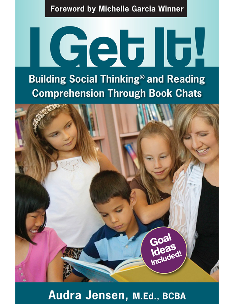 Foreword by Michelle Garcia Winner
I Get It!
Building Social Thinking® and Reading
Comprehension Through Book Chats
Goal
Ideas
Included!
Audra Jensen, M.Ed., BCBA